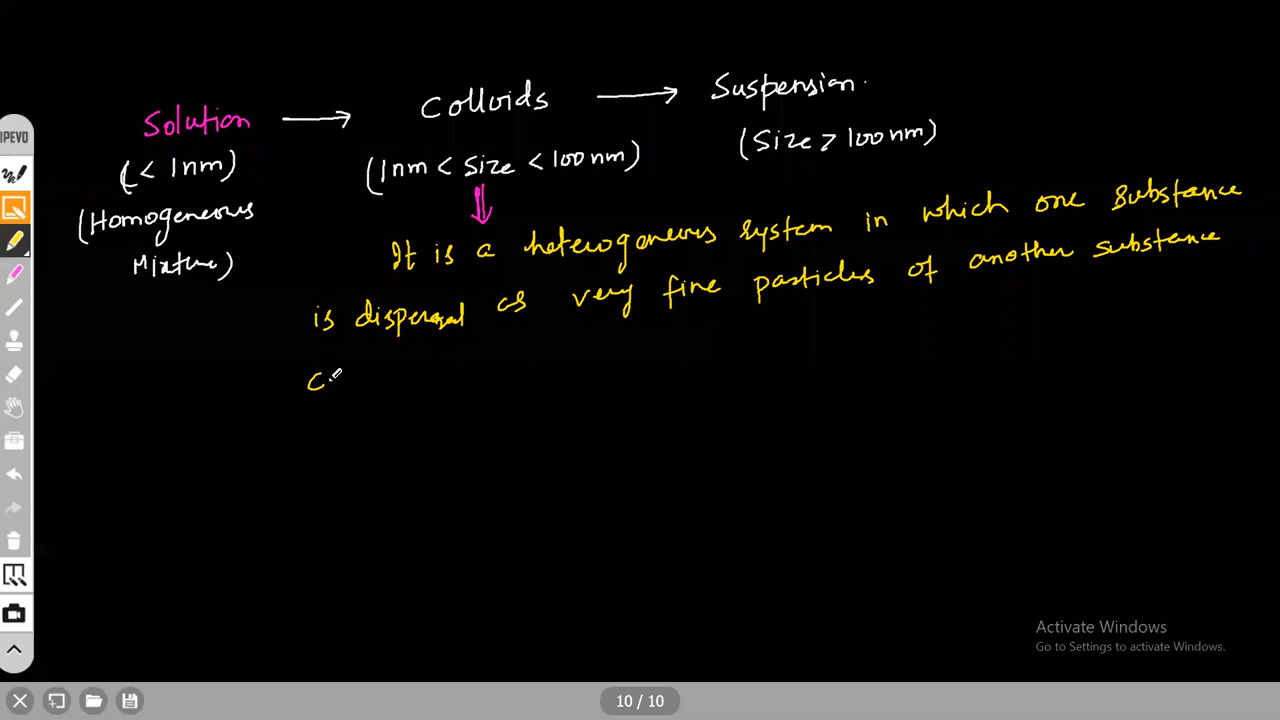 Solution ⟶ Colloids ⟶ Suspension.
(< 1nm) (1nm < Size < 100nm) (Size > 100nm)
(Homogeneous
Mixture)
It is a heterogeneous system in which one substance
is dispersed as very fine particles of another substance
c
IPEVO
Activate Windows
Go to Settings to activate Windows.
10 / 10